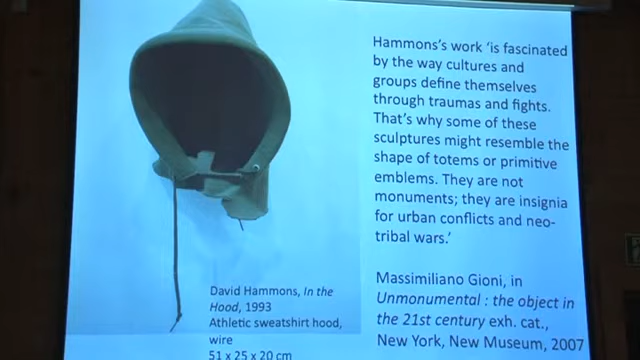 Hammons's work ‘is fascinated
by the way cultures and
groups define themselves
through traumas and fights.
That's why some of these
sculptures might resemble the
shape of totems or primitive
emblems. They are not
monuments; they are insignia
for urban conflicts and neo-
tribal wars.’
Massimiliano Gioni, in
Unmonumental : the object in
the 21st century exh. cat.,
New York, New Museum, 2007
David Hammons, In the
Hood, 1993
Athletic sweatshirt hood,
wire
51 x 25 x 20 cm